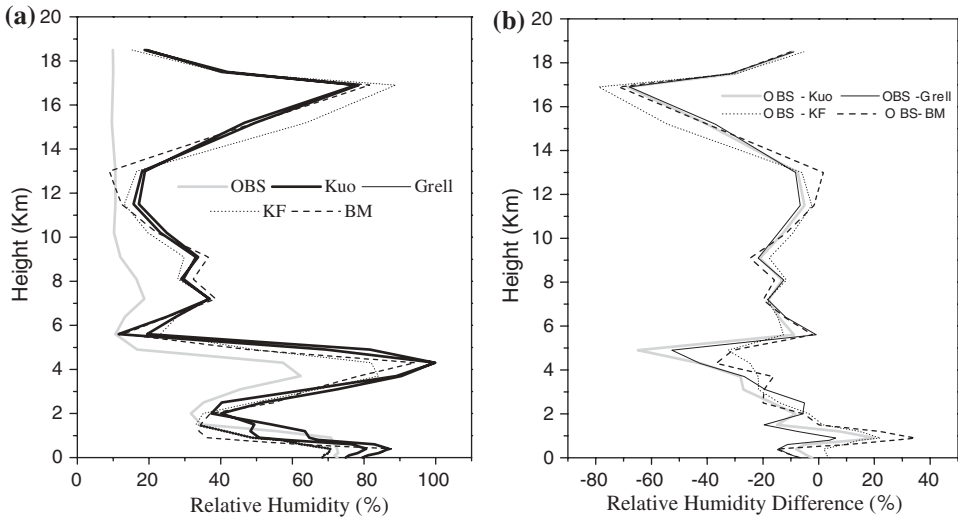 (a)
Height (Km)
20
18
16
14
12
10
8
6
4
2
0
OBS Kuo Grell
KF BM
0 20 40 60 80 100
Relative Humidity (%)
(b)
Height (Km)
20
18
16
14
12
10
8
6
4
2
0
OBS - Kuo OBS -Grell
OBS - KF OBS-BM
-80 -60 -40 -20 0 20 40
Relative Humidity Difference (%)